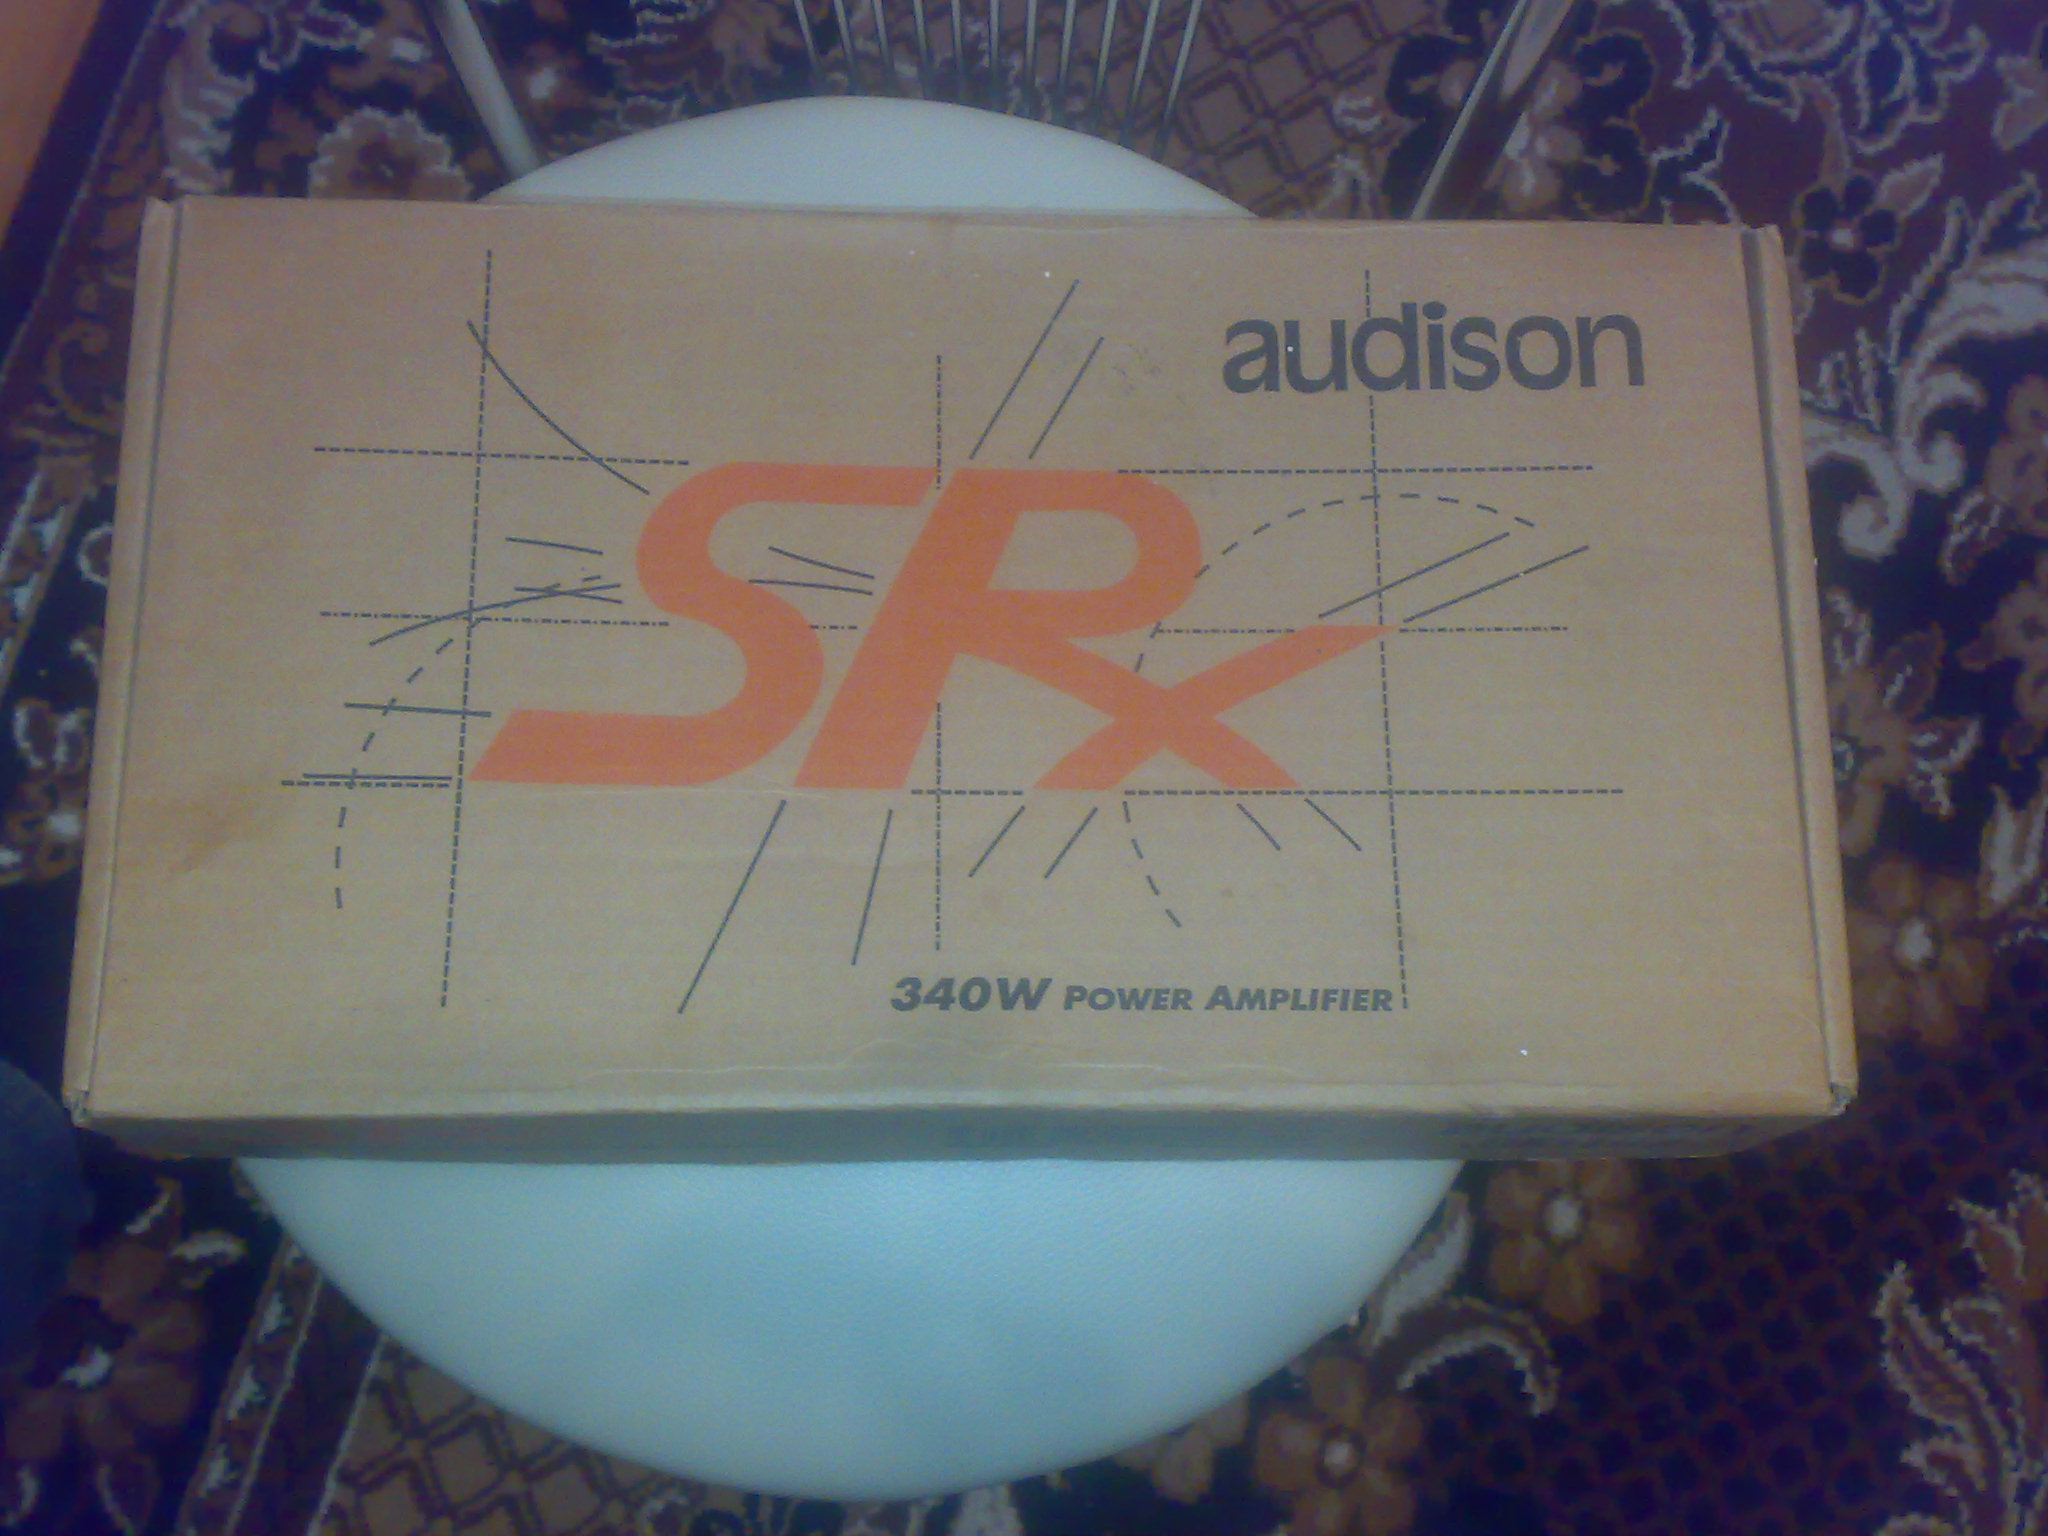 audison
SRx
340W POWER AMPLIFIER